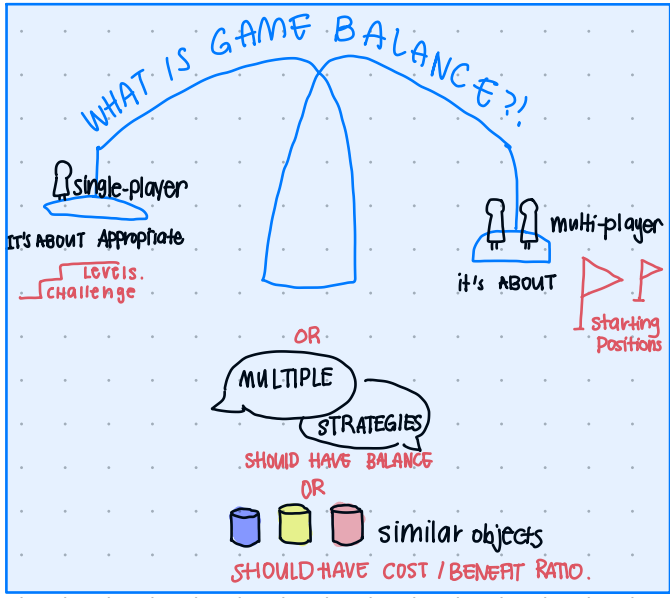 WHAT IS GAME BALANCE?!
single-player
IT'S ABOUT Appropriate
LEVELS.
CHallenge
multi-player
it's ABOUT
starting
Positions
OR
MULTIPLE
STRATEGIES
SHOULD HAVE BALANCE
OR
similar objects
SHOULD HAVE COST / BENEFIT RATIO.